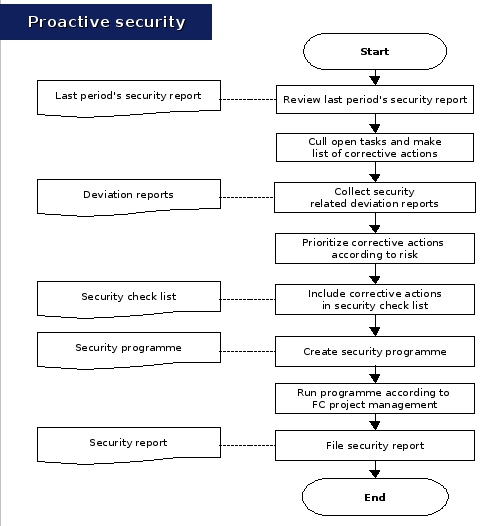 Proactive security
Start
Last period's security report
Review last period's security report
Cull open tasks and make
list of corrective actions
Deviation reports
Collect security
related deviation reports
Prioritize corrective actions
according to risk
Security check list
Include corrective actions
in security check list
Security programme
Create security programme
Run programme according to
FC project management
Security report
File security report
End